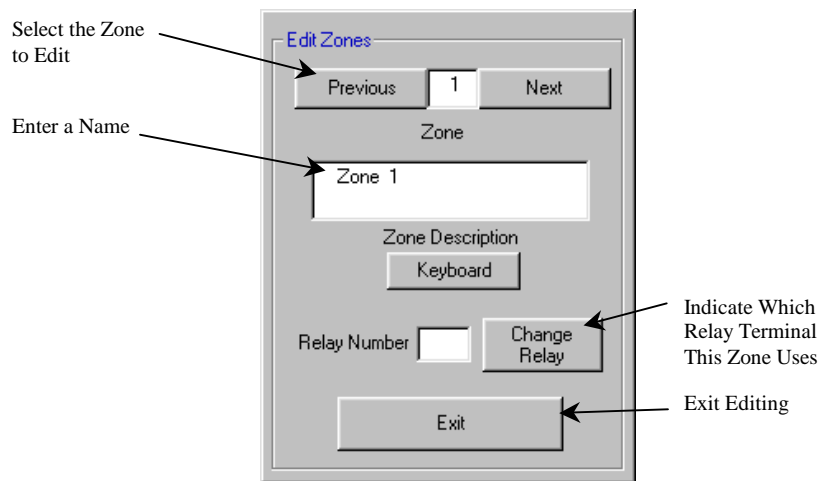 Select the Zone
to Edit
Edit Zones
Previous
1
Next
Zone
Enter a Name
Zone 1
Zone Description
Keyboard
Relay Number
Change
Relay
Indicate Which
Relay Terminal
This Zone Uses
Exit
Exit Editing